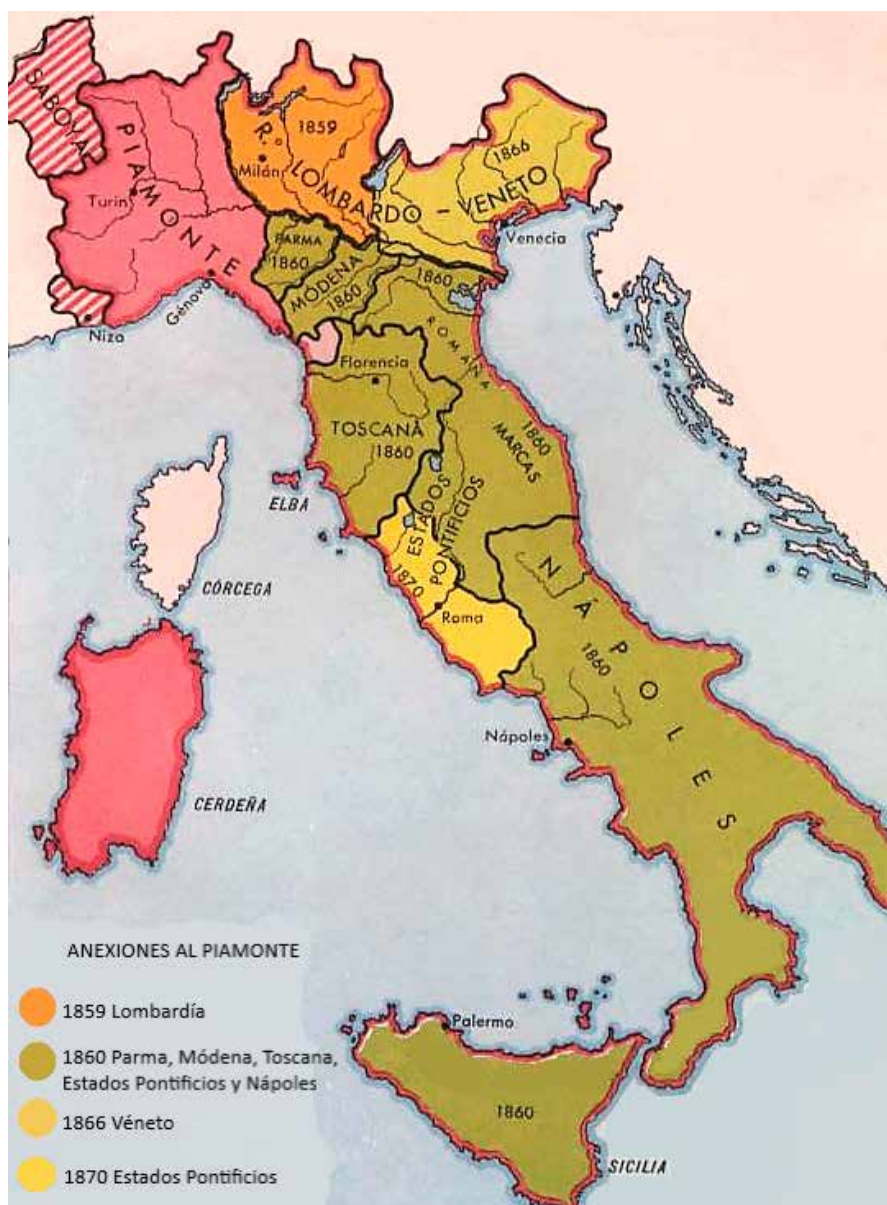 SABOYA
PIAMONTE
Turin
Génova
Niza
R. LOMBARDO - VENETO
1859
Milán
1866
Venecia
PARMA
1860
MÓDENA
1860
1860
ROMAÑA
Florencia
TOSCANA
1860
1860
MARCAS
ESTADOS
PONTIFICIOS
1870
Roma
ELBA
CÓRCEGA
CERDEÑA
NÁPOLES
1860
Nápoles
Palermo
1860
SICILIA
ANEXIONES AL PIAMONTE
1859 Lombardía
1860 Parma, Módena, Toscana,
Estados Pontificios y Nápoles
1866 Véneto
1870 Estados Pontificios